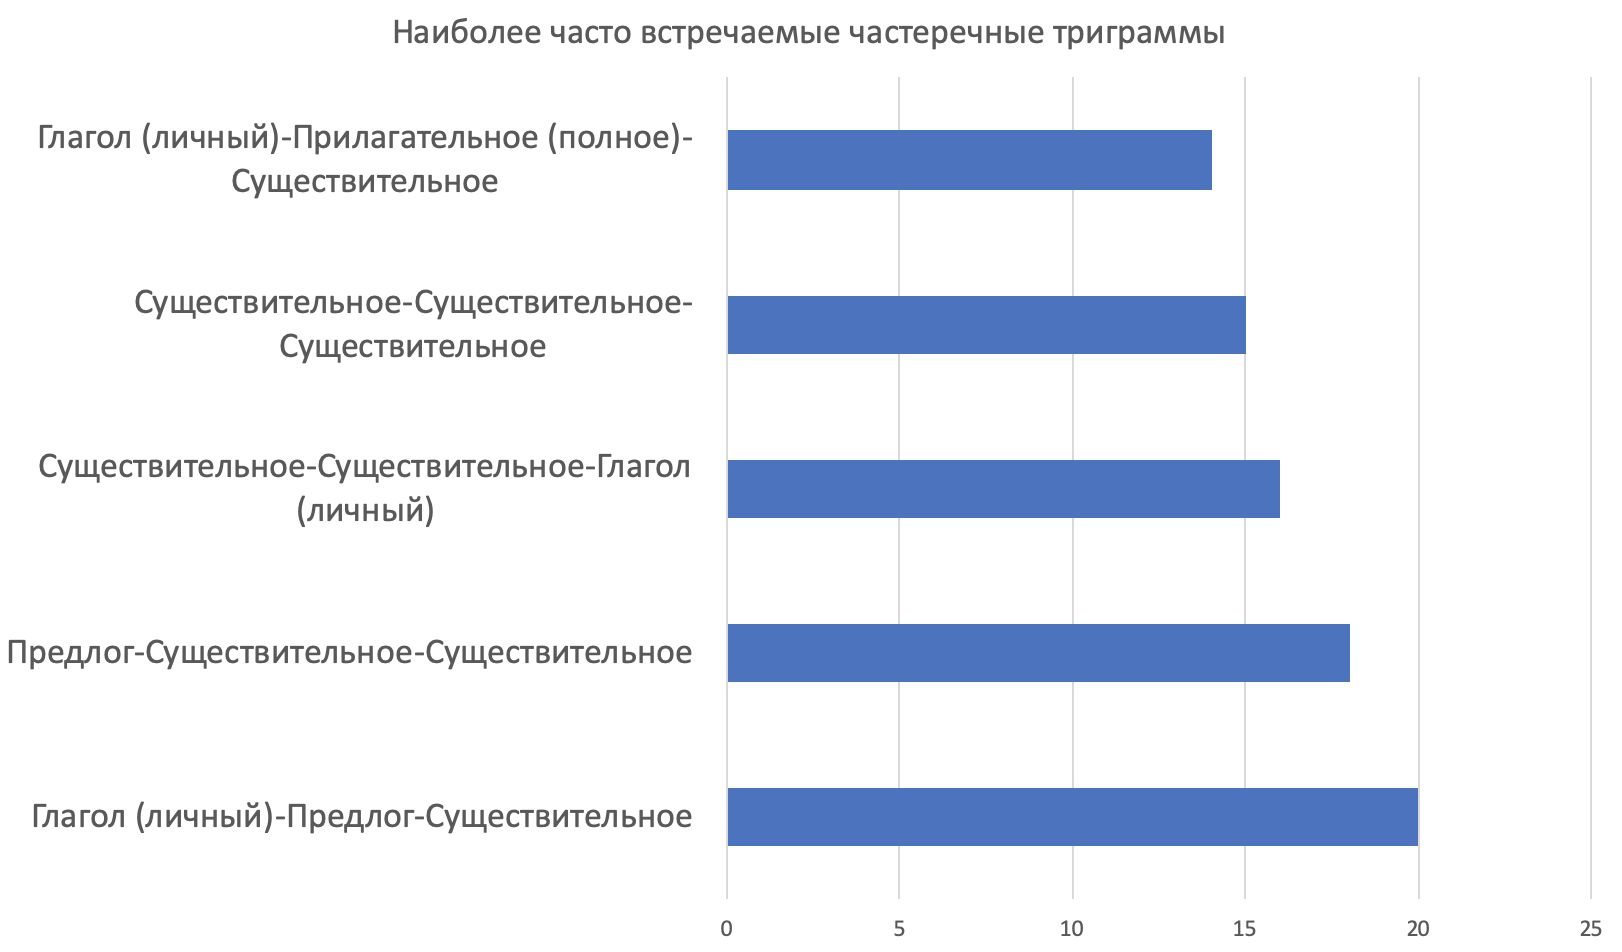 Наиболее часто встречаемые частеречные триграммы
Глагол (личный)-Прилагательное (полное)-
Существительное
Существительное-Существительное-
Существительное
Существительное-Существительное-Глагол
(личный)
Предлог-Существительное-Существительное
Глагол (личный)-Предлог-Существительное
0 5 10 15 20 25